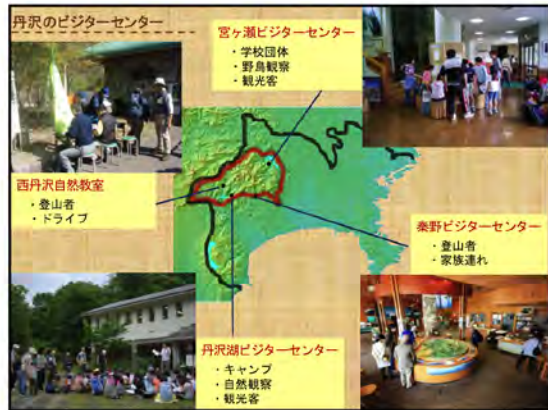 丹沢のビジターセンター
宮ヶ瀬ビジターセンター
・学校団体
・野鳥観察
・観光客
西丹沢自然教室
・登山者
・ドライブ
秦野ビジターセンター
・登山者
・家族連れ
丹沢湖ビジターセンター
・キャンプ
・自然観察
・観光客